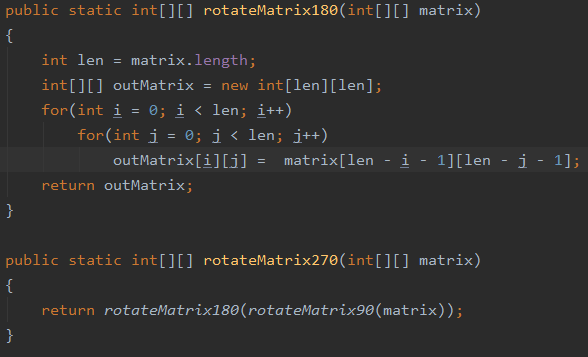 public static int[][] rotateMatrix180(int[][] matrix)
{
    int len = matrix.length;
    int[][] outMatrix = new int[len][len];
    for(int i = 0; i < len; i++)
        for(int j = 0; j < len; j++)
            outMatrix[i][j] =  matrix[len - i - 1][len - j - 1];
    return outMatrix;
}

public static int[][] rotateMatrix270(int[][] matrix)
{
    return rotateMatrix180(rotateMatrix90(matrix));
}